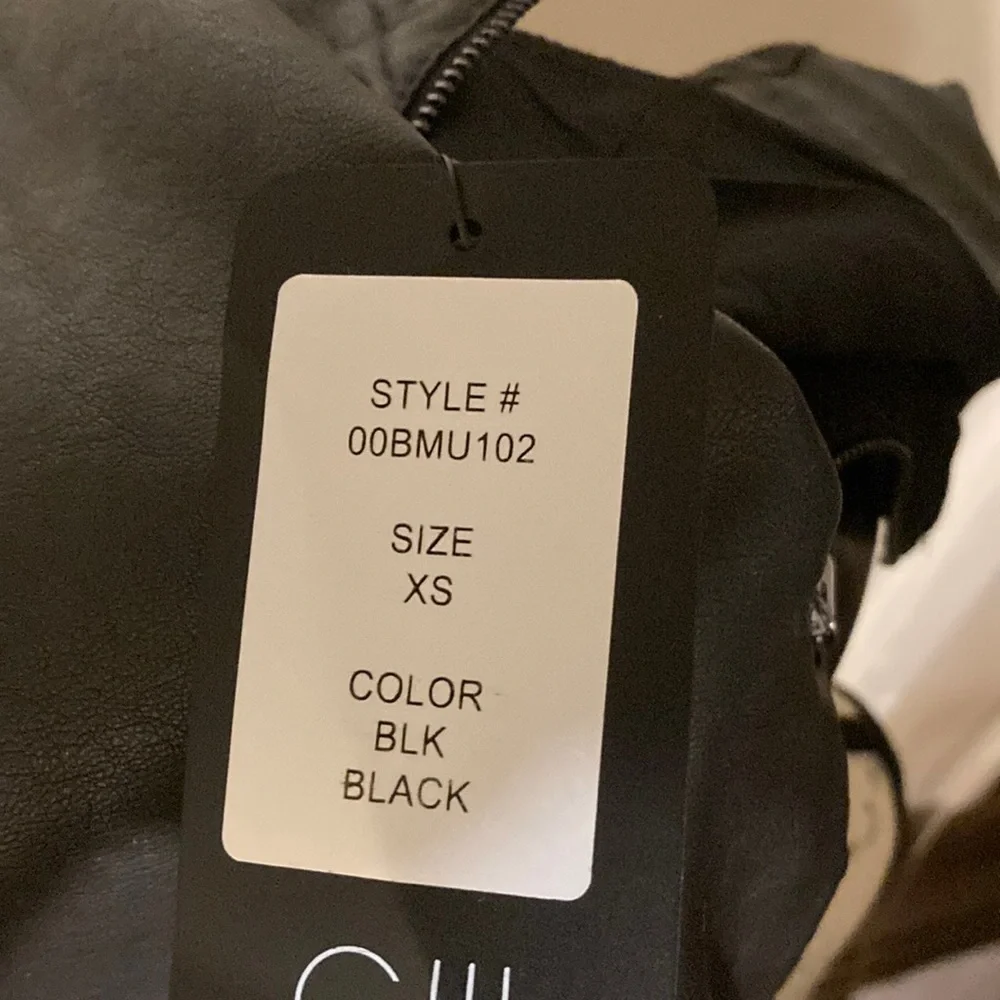 STYLE #
00BMU102
SIZE
XS
COLOR
BLK
BLACK